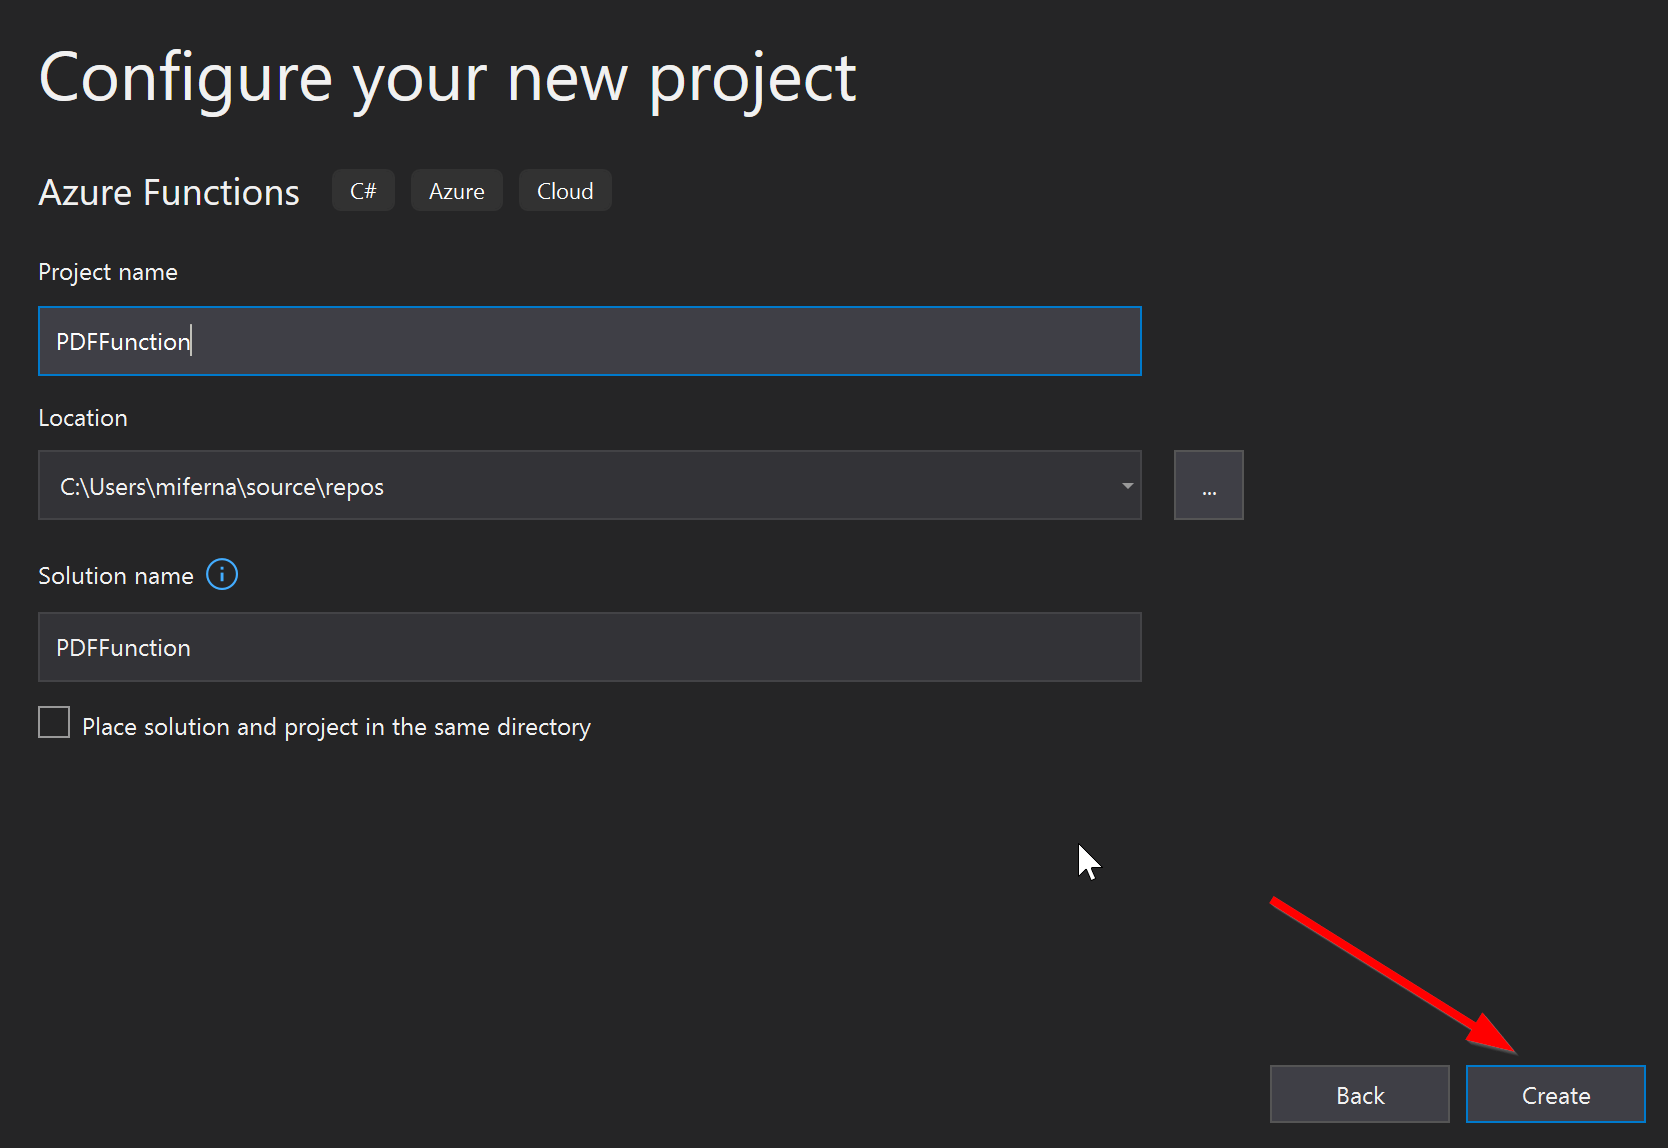 Configure your new project
Azure Functions C# Azure Cloud
Project name
PDFFunction
Location
C:\Users\miferna\source\repos
...
Solution name
PDFFunction
Place solution and project in the same directory
Back Create